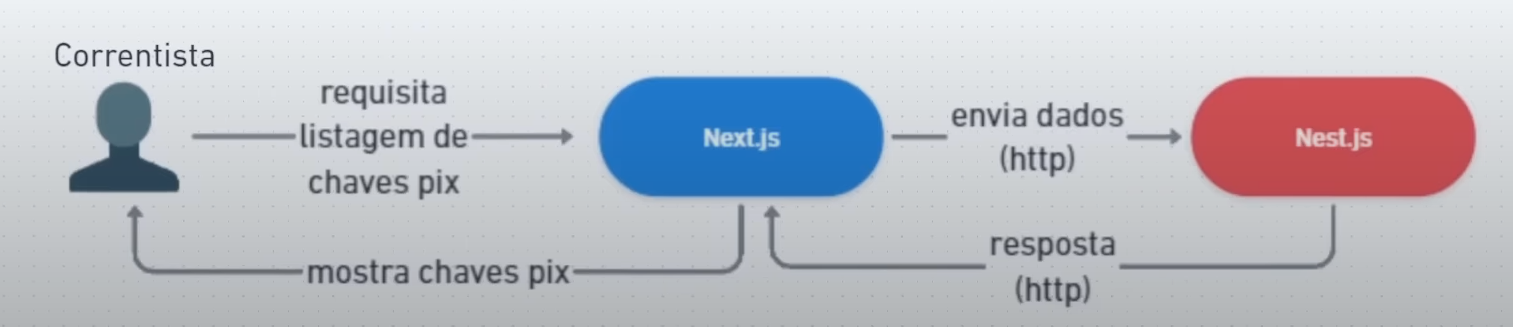 Correntista
requisita
listagem de
chaves pix
Next.js
envia dados
(http)
Nest.js
mostra chaves pix
resposta
(http)